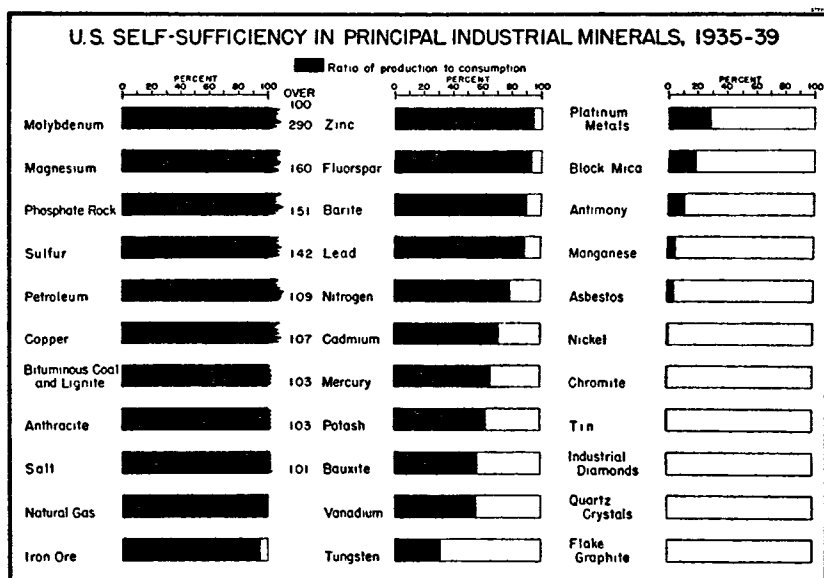 U.S. SELF-SUFFICIENCY IN PRINCIPAL INDUSTRIAL MINERALS, 1935-39
Ratio of production to consumption
PERCENT
0 20 40 60 80 100
OVER
100
Molybdenum 290
Magnesium 160
Phosphate Rock 151
Sulfur 142
Petroleum 109
Copper 107
Bituminous Coal
and Lignite 103
Anthracite 103
Salt 101
Natural Gas
Iron Ore
PERCENT
0 20 40 60 80 100
Zinc
Fluorspar
Barite
Lead
Nitrogen
Cadmium
Mercury
Potash
Bauxite
Vanadium
Tungsten
PERCENT
0 20 40 60 80 100
Platinum
Metals
Block Mica
Antimony
Manganese
Asbestos
Nickel
Chromite
Tin
Industrial
Diamonds
Quartz
Crystals
Flake
Graphite